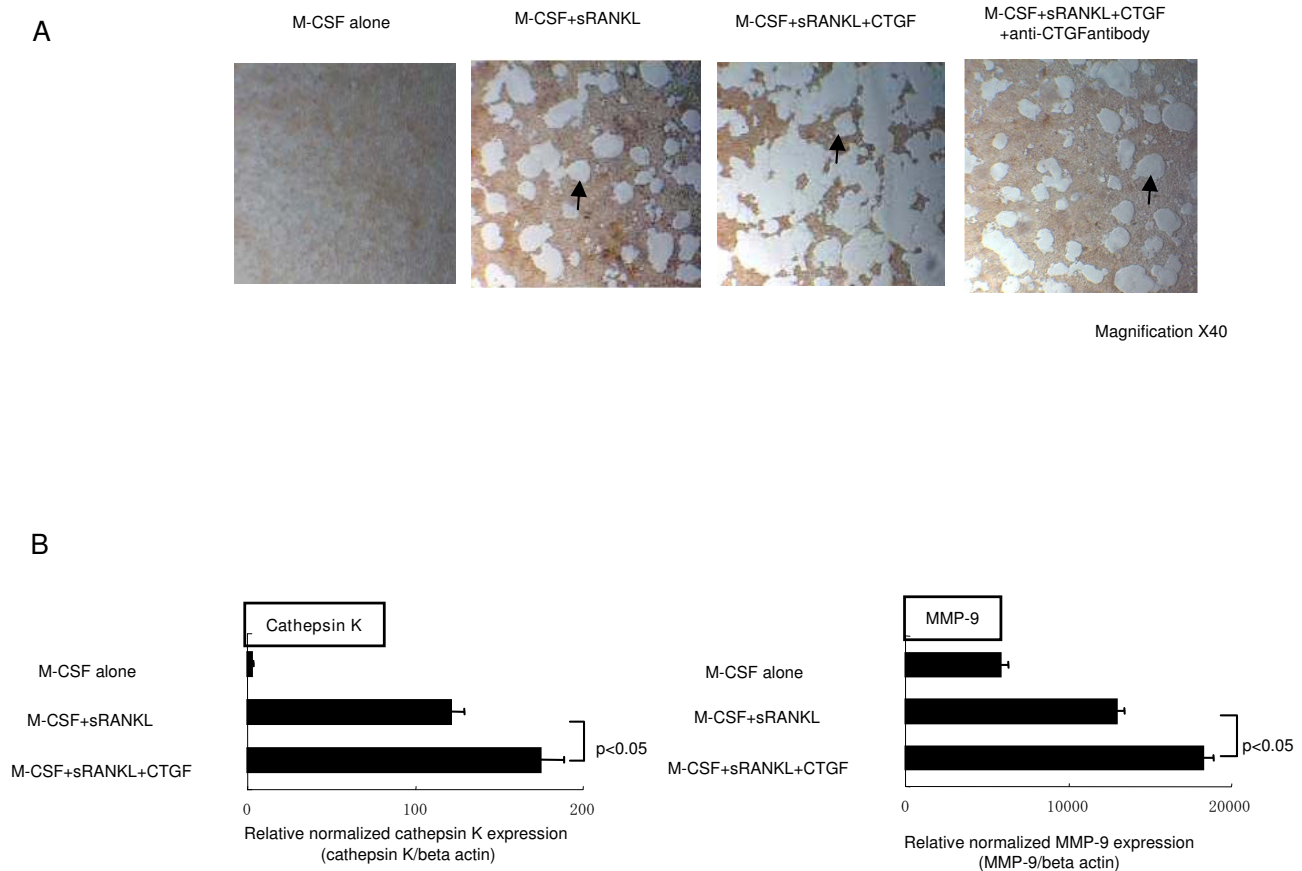 A
M-CSF alone
M-CSF+sRANKL
M-CSF+sRANKL+CTGF
M-CSF+sRANKL+CTGF
+anti-CTGFantibody
Magnification X40
B
Cathepsin K
M-CSF alone
M-CSF+sRANKL
M-CSF+sRANKL+CTGF
p<0.05
0 100 200
Relative normalized cathepsin K expression
(cathepsin K/beta actin)
MMP-9
M-CSF alone
M-CSF+sRANKL
M-CSF+sRANKL+CTGF
p<0.05
0 10000 20000
Relative normalized MMP-9 expression
(MMP-9/beta actin)